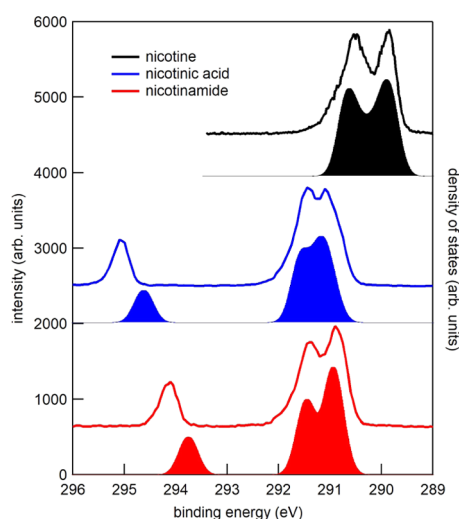 6000
5000
4000
3000
2000
1000
0
intensity (arb. units)
nicotine
nicotinic acid
nicotinamide
density of states (arb. units)
296 295 294 293 292 291 290 289
binding energy (eV)